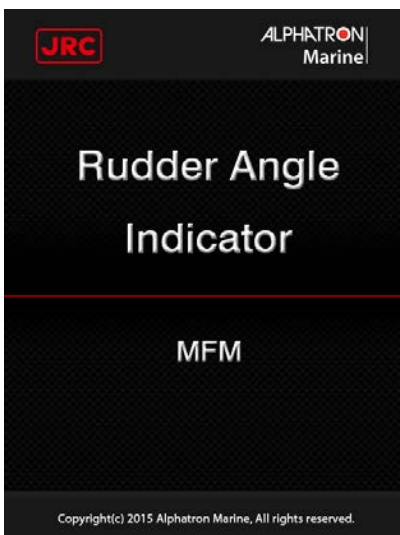 JRC
ALPHATRON
Marine
Rudder Angle
Indicator
MFM
Copyright(c) 2015 Alphatron Marine, All rights reserved.